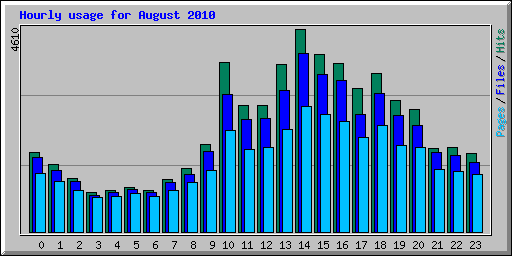 Hourly usage for August 2010
4610
Pages / Files / Hits
0 1 2 3 4 5 6 7 8 9 10 11 12 13 14 15 16 17 18 19 20 21 22 23